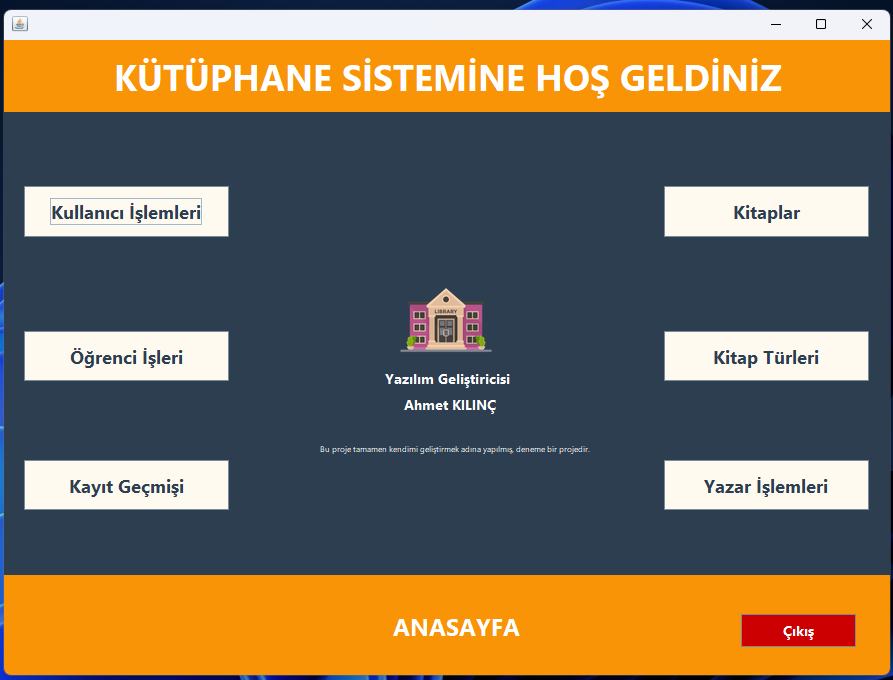 KÜTÜPHANE SİSTEMİNE HOŞ GELDİNİZ
Kullanıcı İşlemleri
Kitaplar
LIBRARY
Öğrenci İşleri
Kitap Türleri
Yazılım Geliştiricisi
Ahmet KILINÇ
Bu proje tamamen kendimi geliştirmek adına yapılmış, deneme bir projedir.
Kayıt Geçmişi
Yazar İşlemleri
ANASAYFA
Çıkış